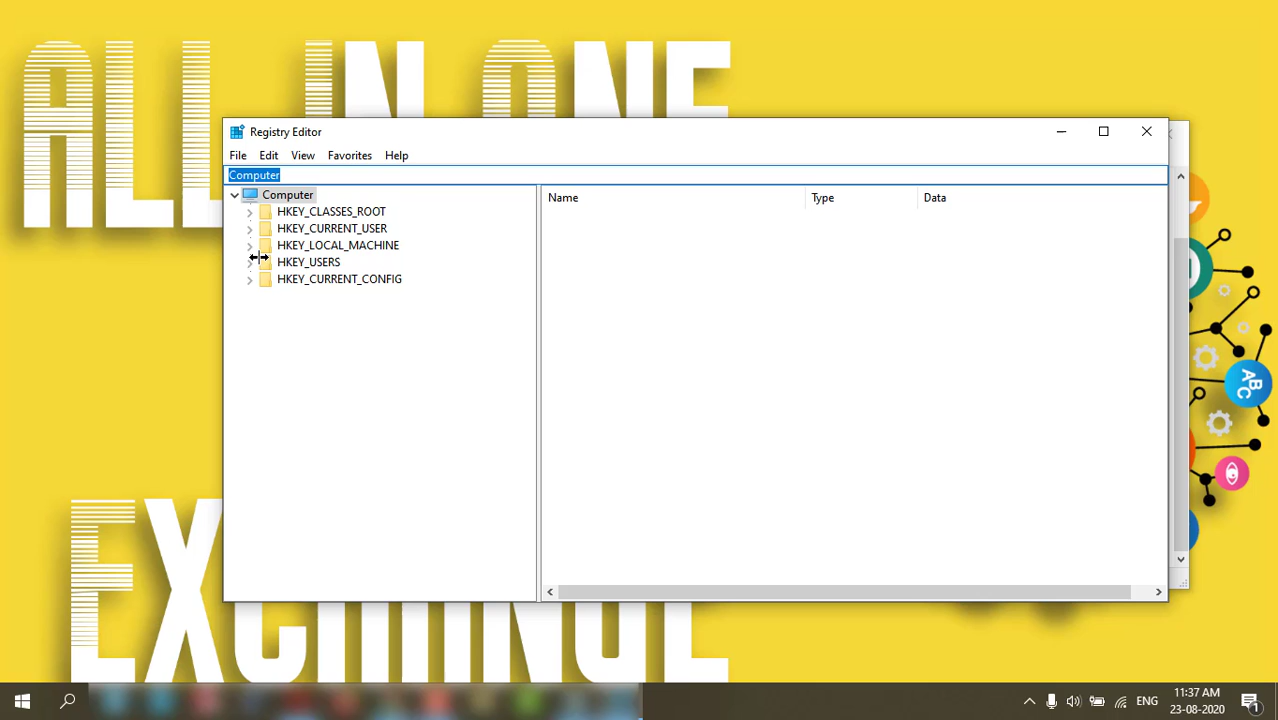 ALL IN ONE
Registry Editor
File Edit View Favorites Help
Computer
Computer
HKEY_CLASSES_ROOT
HKEY_CURRENT_USER
HKEY_LOCAL_MACHINE
HKEY_USERS
HKEY_CURRENT_CONFIG
Name Type Data
ABC
EXCHANGE
ENG
11:37 AM
23-08-2020
1